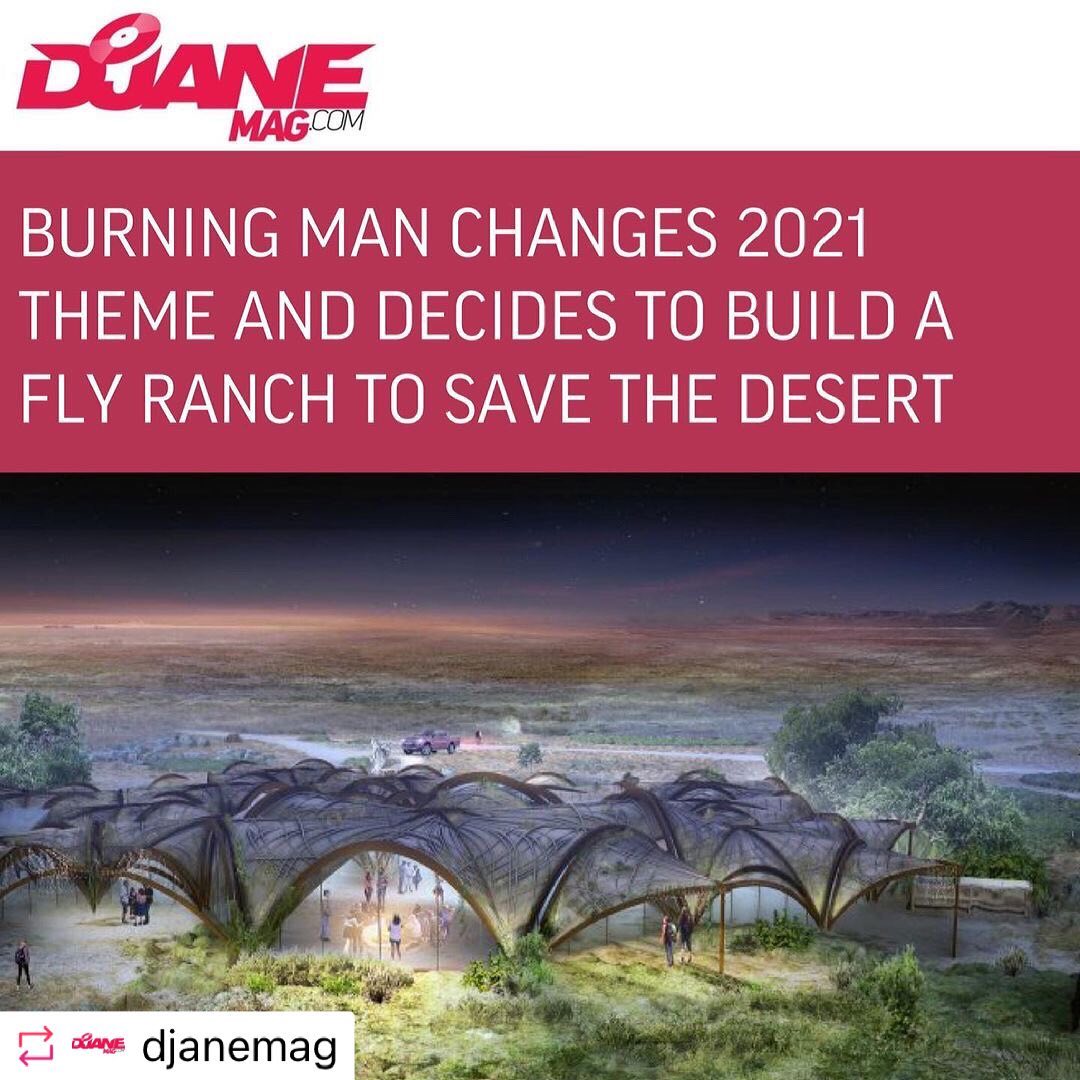 DJANE
MAG.COM
BURNING MAN CHANGES 2021
THEME AND DECIDES TO BUILD A
FLY RANCH TO SAVE THE DESERT
DJANE
MAG
djanemag